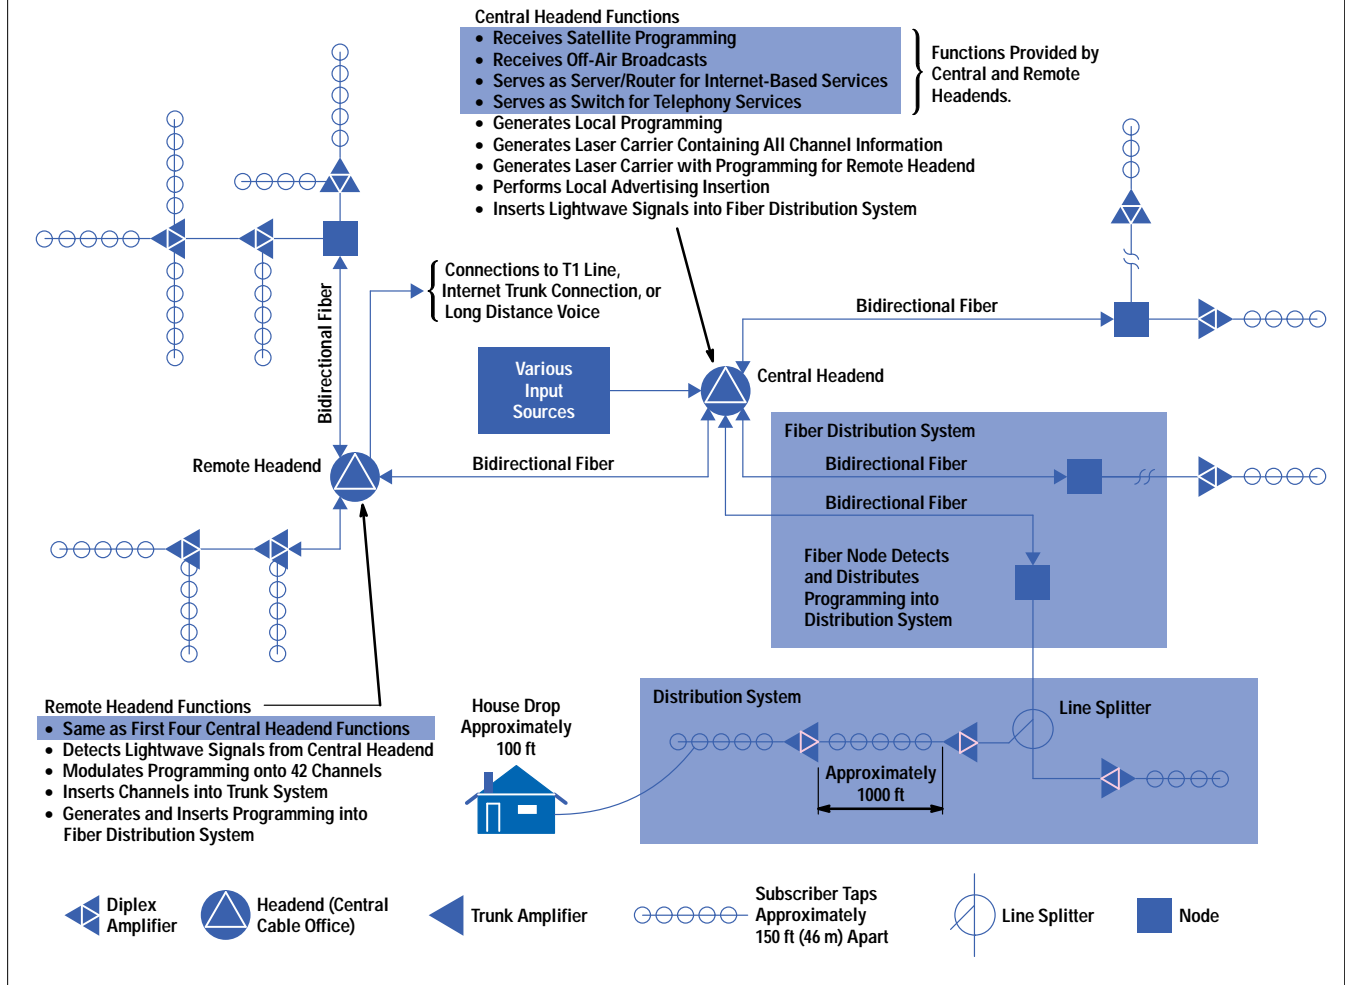 Central Headend Functions
• Receives Satellite Programming
• Receives Off-Air Broadcasts
• Serves as Server/Router for Internet-Based Services
• Serves as Switch for Telephony Services
• Generates Local Programming
• Generates Laser Carrier Containing All Channel Information
• Generates Laser Carrier with Programming for Remote Headend
• Performs Local Advertising Insertion
• Inserts Lightwave Signals into Fiber Distribution System
Functions Provided by
Central and Remote
Headends.
Connections to T1 Line,
Internet Trunk Connection, or
Long Distance Voice
Bidirectional Fiber
Bidirectional Fiber
Various
Input
Sources
Central Headend
Remote Headend
Bidirectional Fiber
Fiber Distribution System
Bidirectional Fiber
Bidirectional Fiber
Fiber Node Detects
and Distributes
Programming into
Distribution System
Remote Headend Functions
• Same as First Four Central Headend Functions
• Detects Lightwave Signals from Central Headend
• Modulates Programming onto 42 Channels
• Inserts Channels into Trunk System
• Generates and Inserts Programming into
Fiber Distribution System
House Drop
Approximately
100 ft
Distribution System
Line Splitter
Approximately
1000 ft
Diplex
Amplifier
Headend (Central
Cable Office)
Trunk Amplifier
Subscriber Taps
Approximately
150 ft (46 m) Apart
Line Splitter
Node